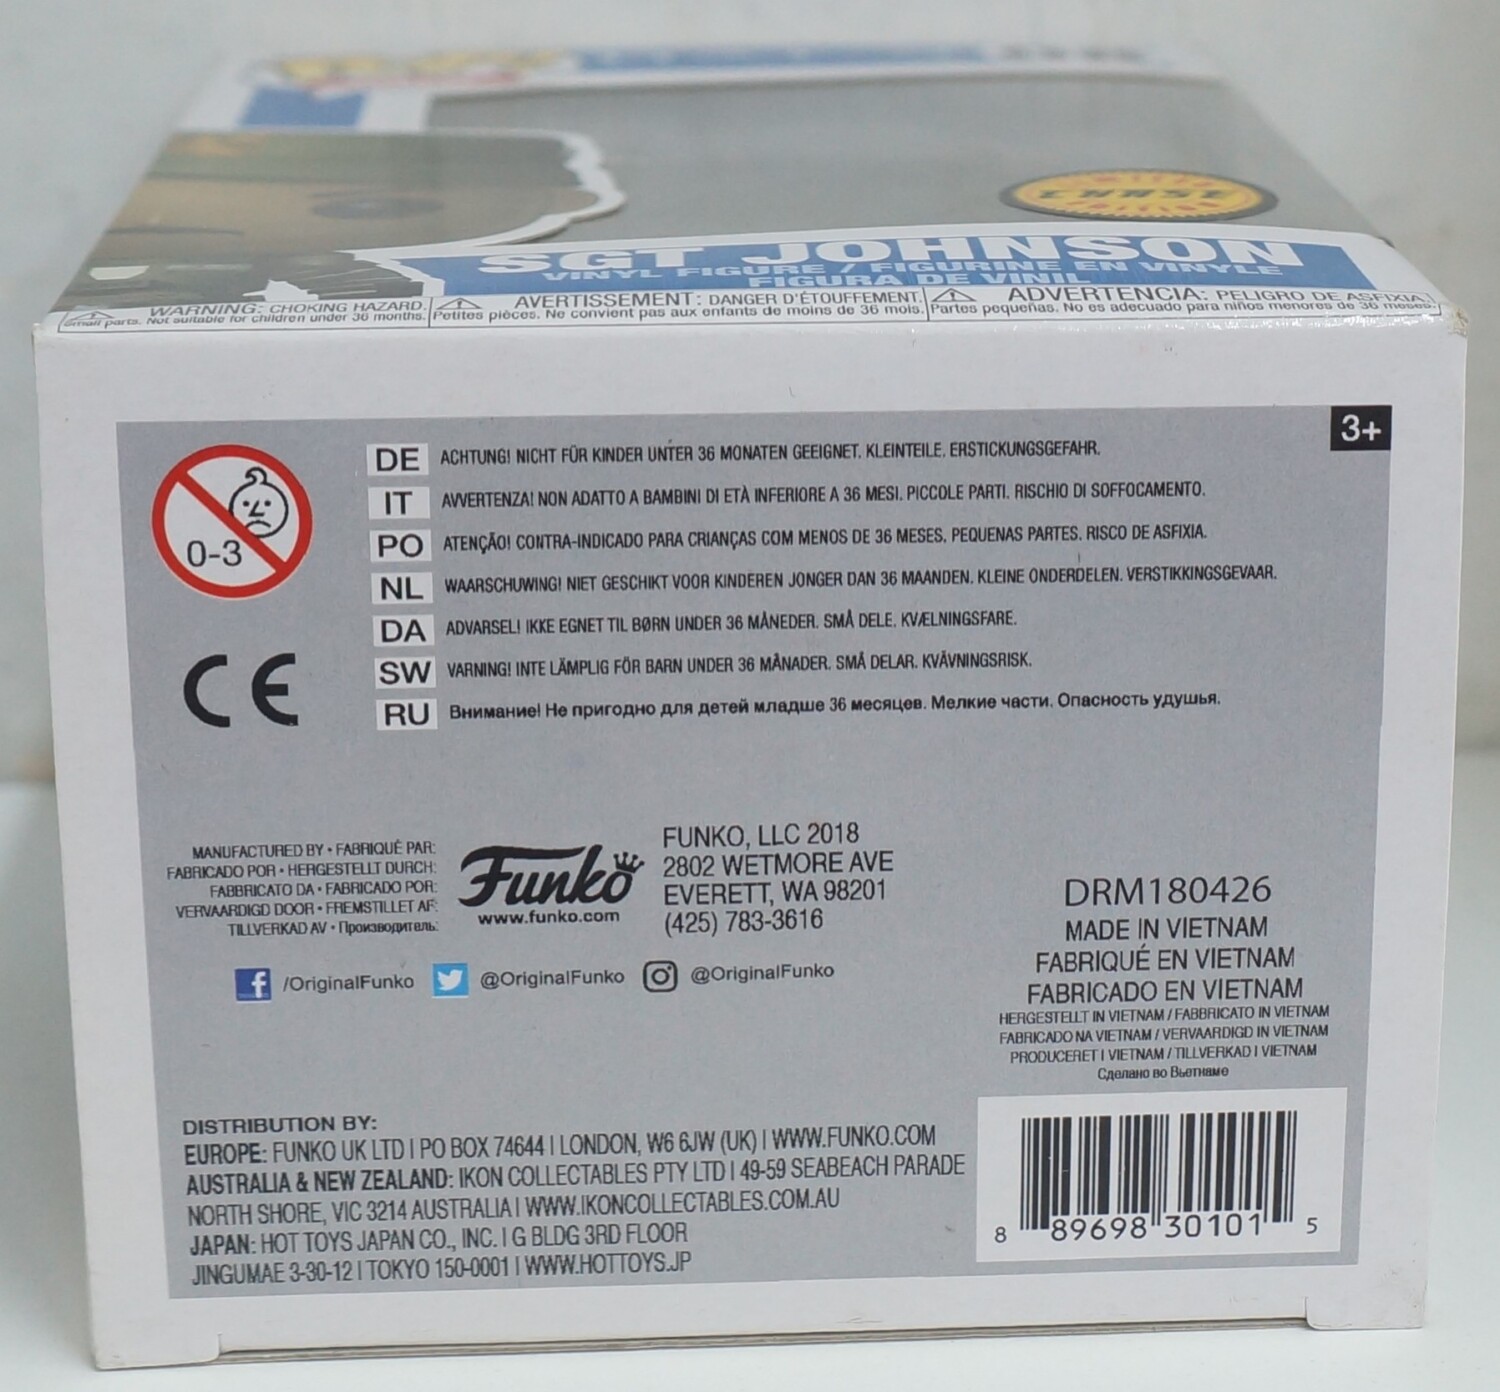 LIMITED
CHASE
EDITION
SGT JOHNSON
VINYL FIGURE / FIGURINE EN VINYLE
FIGURA DE VINIL
WARNING: CHOKING HAZARD.
Small parts. Not suitable for children under 36 months.
AVERTISSEMENT: DANGER D'ÉTOUFFEMENT.
Petites pièces. Ne convient pas aux enfants de moins de 36 mois.
ADVERTENCIA: PELIGRO DE ASFIXIA.
Partes pequeñas. No es adecuado para niños menores de 36 meses.
3+
0-3
DE ACHTUNG! NICHT FÜR KINDER UNTER 36 MONATEN GEEIGNET. KLEINTEILE. ERSTICKUNGSGEFAHR.
IT AVVERTENZA! NON ADATTO A BAMBINI DI ETÀ INFERIORE A 36 MESI. PICCOLE PARTI. RISCHIO DI SOFFOCAMENTO.
PO ATENÇÃO! CONTRA-INDICADO PARA CRIANÇAS COM MENOS DE 36 MESES. PEQUENAS PARTES. RISCO DE ASFIXIA.
NL WAARSCHUWING! NIET GESCHIKT VOOR KINDEREN JONGER DAN 36 MAANDEN. KLEINE ONDERDELEN. VERSTIKKINGSGEVAAR.
DA ADVARSEL! IKKE EGNET TIL BØRN UNDER 36 MÅNEDER. SMÅ DELE. KVÆLNINGSFARE.
SW VARNING! INTE LÄMPLIG FÖR BARN UNDER 36 MÅNADER. SMÅ DELAR. KVÄVNINGSRISK.
RU Внимание! Не пригодно для детей младше 36 месяцев. Мелкие части. Опасность удушья.
CE
MANUFACTURED BY • FABRIQUÉ PAR:
FABRICADO POR • HERGESTELLT DURCH:
FABBRICATO DA • FABRICADO POR:
VERVAARDIGD DOOR • FREMSTILLET AF:
TILLVERKAD AV • Производитель:
Funko
www.funko.com
FUNKO, LLC 2018
2802 WETMORE AVE
EVERETT, WA 98201
(425) 783-3616
/OriginalFunko @OriginalFunko @OriginalFunko
DRM180426
MADE IN VIETNAM
FABRIQUÉ EN VIETNAM
FABRICADO EN VIETNAM
HERGESTELLT IN VIETNAM / FABBRICATO IN VIETNAM
FABRICADO NA VIETNAM / VERVAARDIGD IN VIETNAM
PRODUCERET I VIETNAM / TILLVERKAD I VIETNAM
Сделано во Вьетнаме
DISTRIBUTION BY:
EUROPE: FUNKO UK LTD | PO BOX 74644 | LONDON, W6 6JW (UK) | WWW.FUNKO.COM
AUSTRALIA & NEW ZEALAND: IKON COLLECTABLES PTY LTD | 49-59 SEABEACH PARADE
NORTH SHORE, VIC 3214 AUSTRALIA | WWW.IKONCOLLECTABLES.COM.AU
JAPAN: HOT TOYS JAPAN CO., INC. | G BLDG 3RD FLOOR
JINGUMAE 3-30-12 | TOKYO 150-0001 | WWW.HOTTOYS.JP
8 89698 30101 5